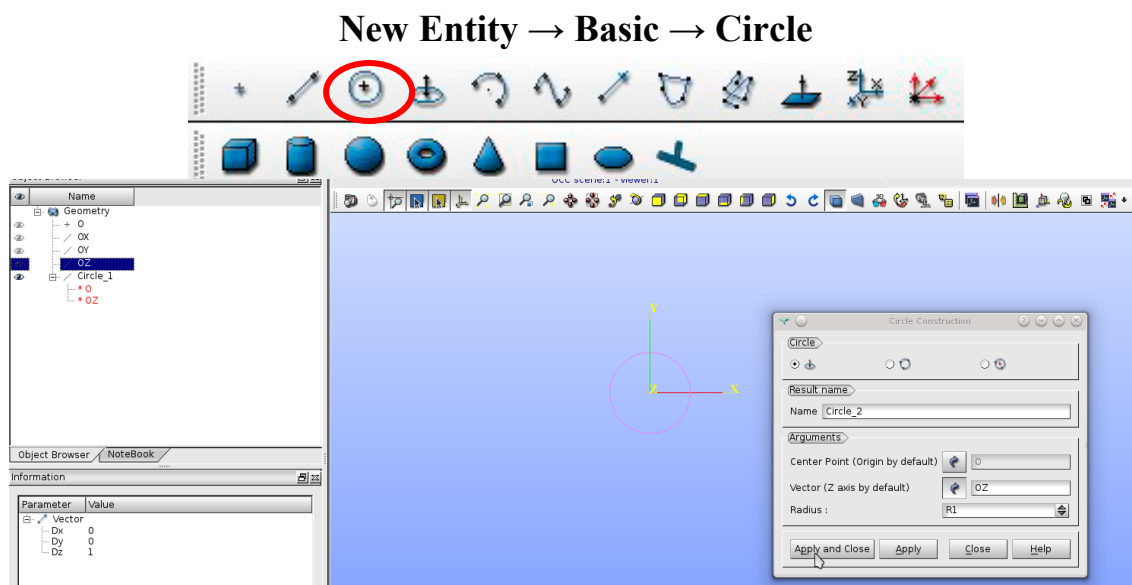 New Entity → Basic → Circle
Z X Y
Object Browser
OCC scene:1 - viewer:1
Name
Geometry
+ O
OX
OY
OZ
Circle_1
* O
* OZ
Object Browser NoteBook
Information
Parameter Value
Vector
Dx 0
Dy 0
Dz 1
Y
Z X
Circle Construction
Circle
Result name
Name Circle_2
Arguments
Center Point (Origin by default) O
Vector (Z axis by default) OZ
Radius : R1
Apply and Close Apply Close Help